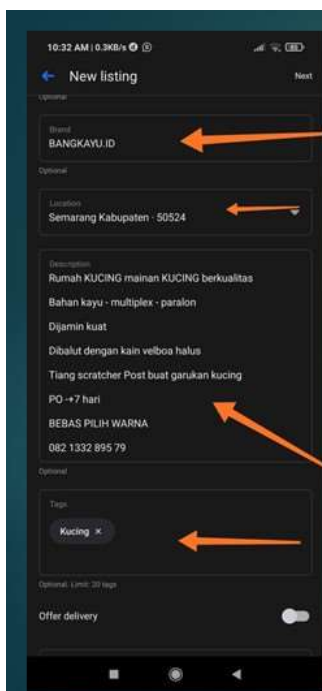 10:32 AM | 0.3KB/s
New listing
Next
Optional
Brand
BANGKAYU.ID
Optional
Location
Semarang Kabupaten · 50524
Description
Rumah KUCING mainan KUCING berkualitas
Bahan kayu - multiplex - paralon
Dijamin kuat
Dibalut dengan kain velboa halus
Tiang scratcher Post buat garukan kucing
PO →7 hari
BEBAS PILIH WARNA
082 1332 895 79
Optional
Tags
Kucing ×
Optional. Limit: 20 tags
Offer delivery